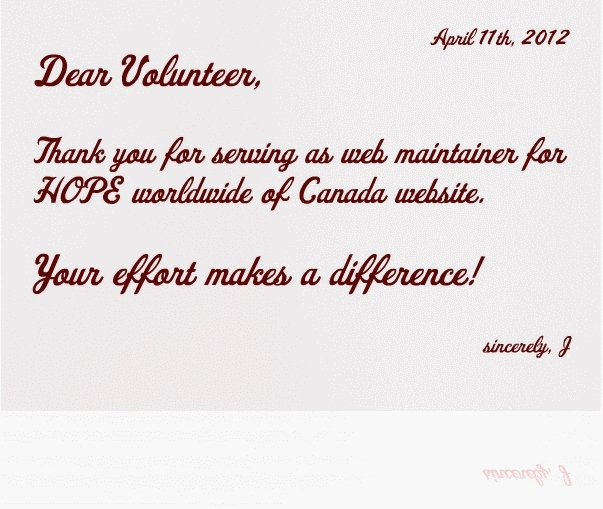 April 11th, 2012
Dear Volunteer,
Thank you for serving as web maintainer for
HOPE worldwide of Canada website.
Your effort makes a difference!
sincerely, J
sincerely, J